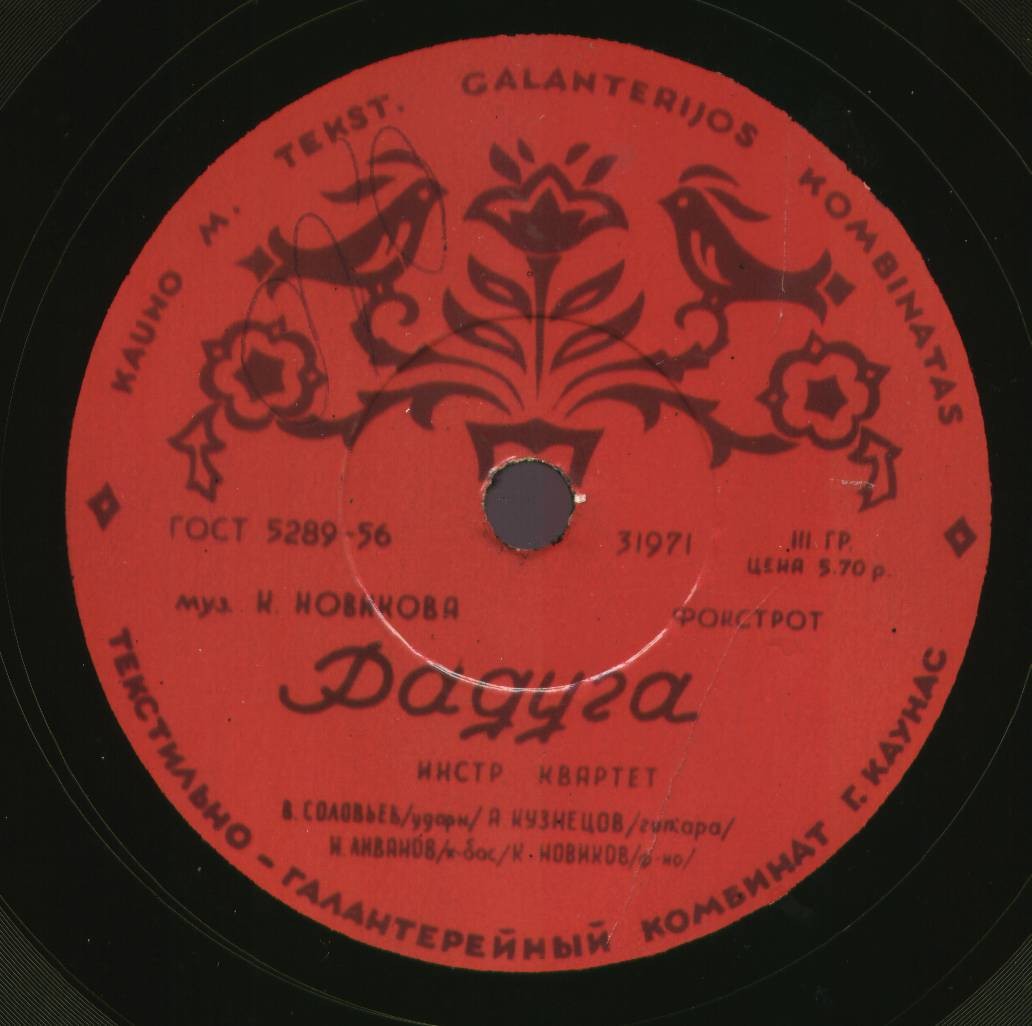 KAUNO M. TEKST. GALANTERIJOS KOMBINATAS
ГОСТ 5289-56
31971
III ГР.
ЦЕНА 5.70 р.
муз. К. НОВИКОВА
ФОКСТРОТ
Радуга
ИНСТР. КВАРТЕТ
В. СОЛОВЬЕВ/ударн/ А КУЗНЕЦОВ/гитара/
/к-бас/К. НОВИКОВ/ф-но/
ТЕКСТИЛЬНО-ГАЛАНТЕРЕЙНЫЙ КОМБИНАТ Г. КАУНАС